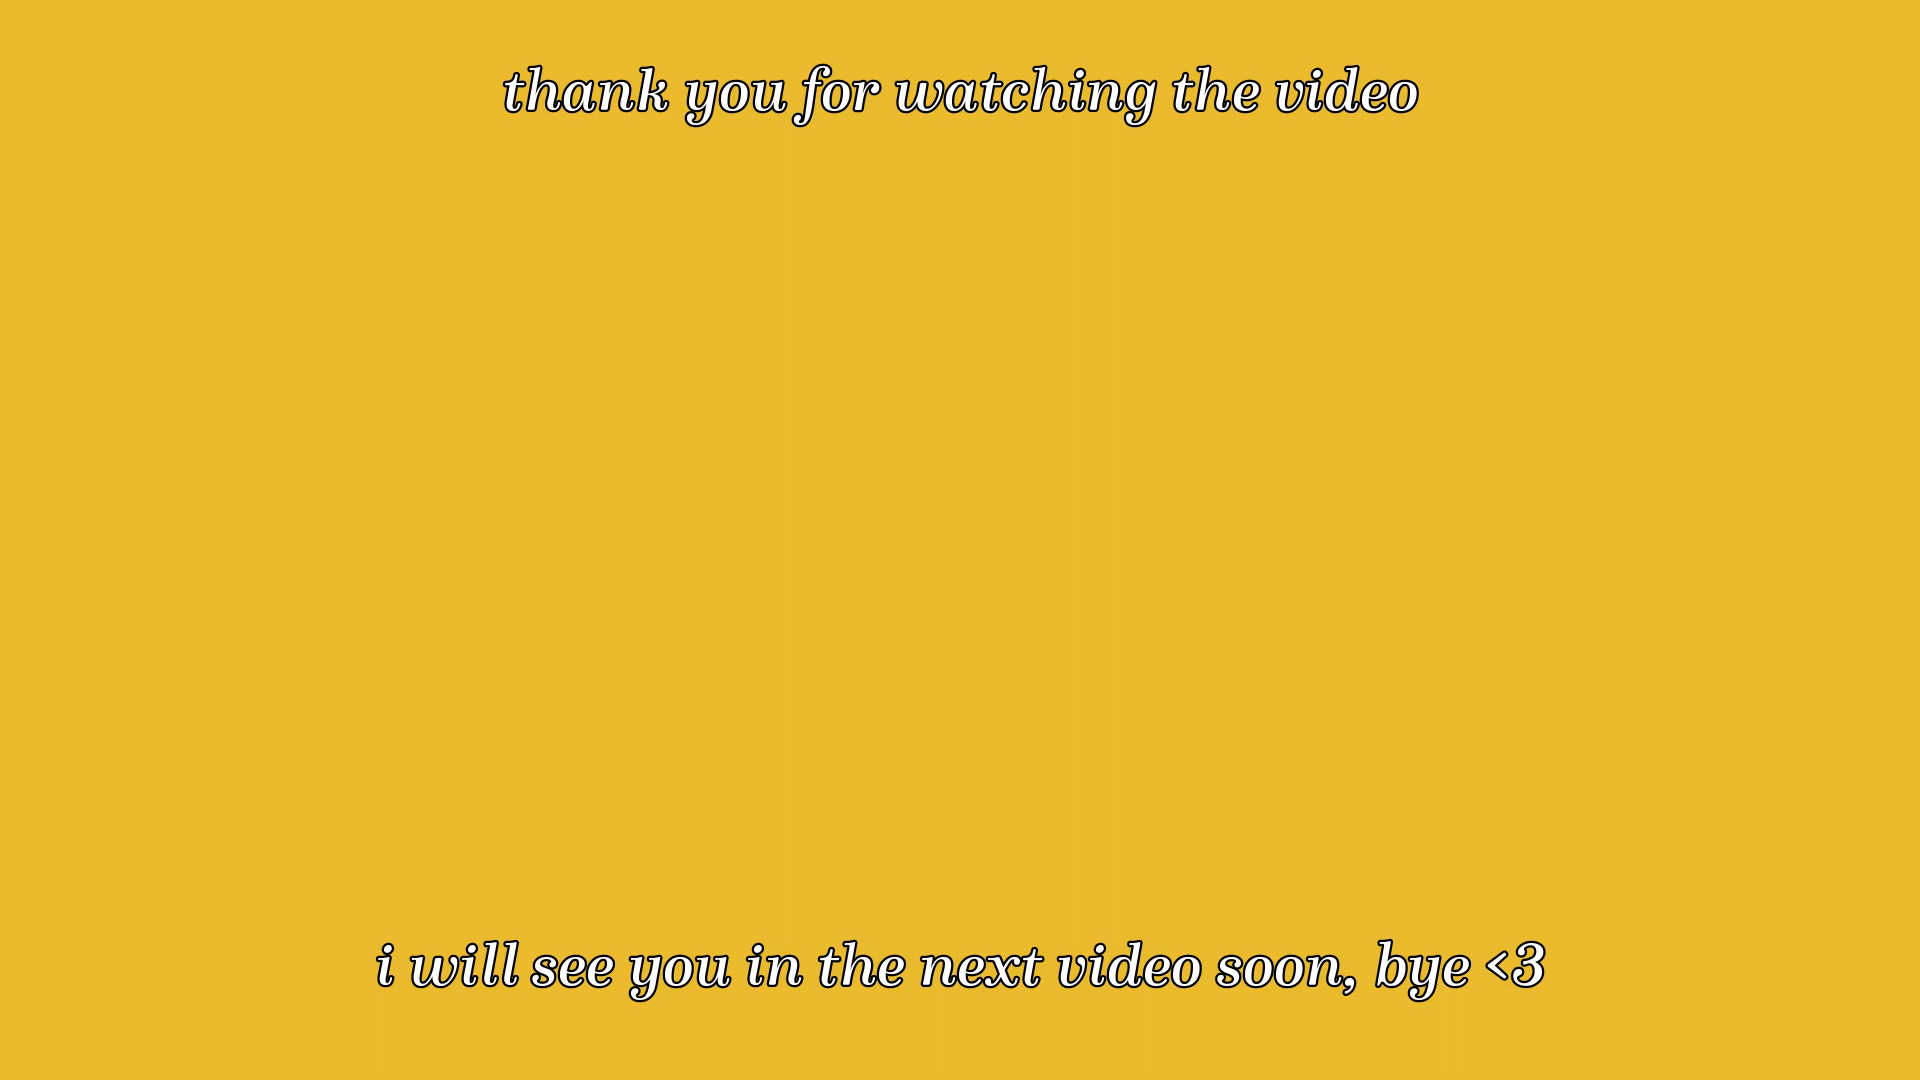 thank you for watching the video
i will see you in the next video soon, bye <3